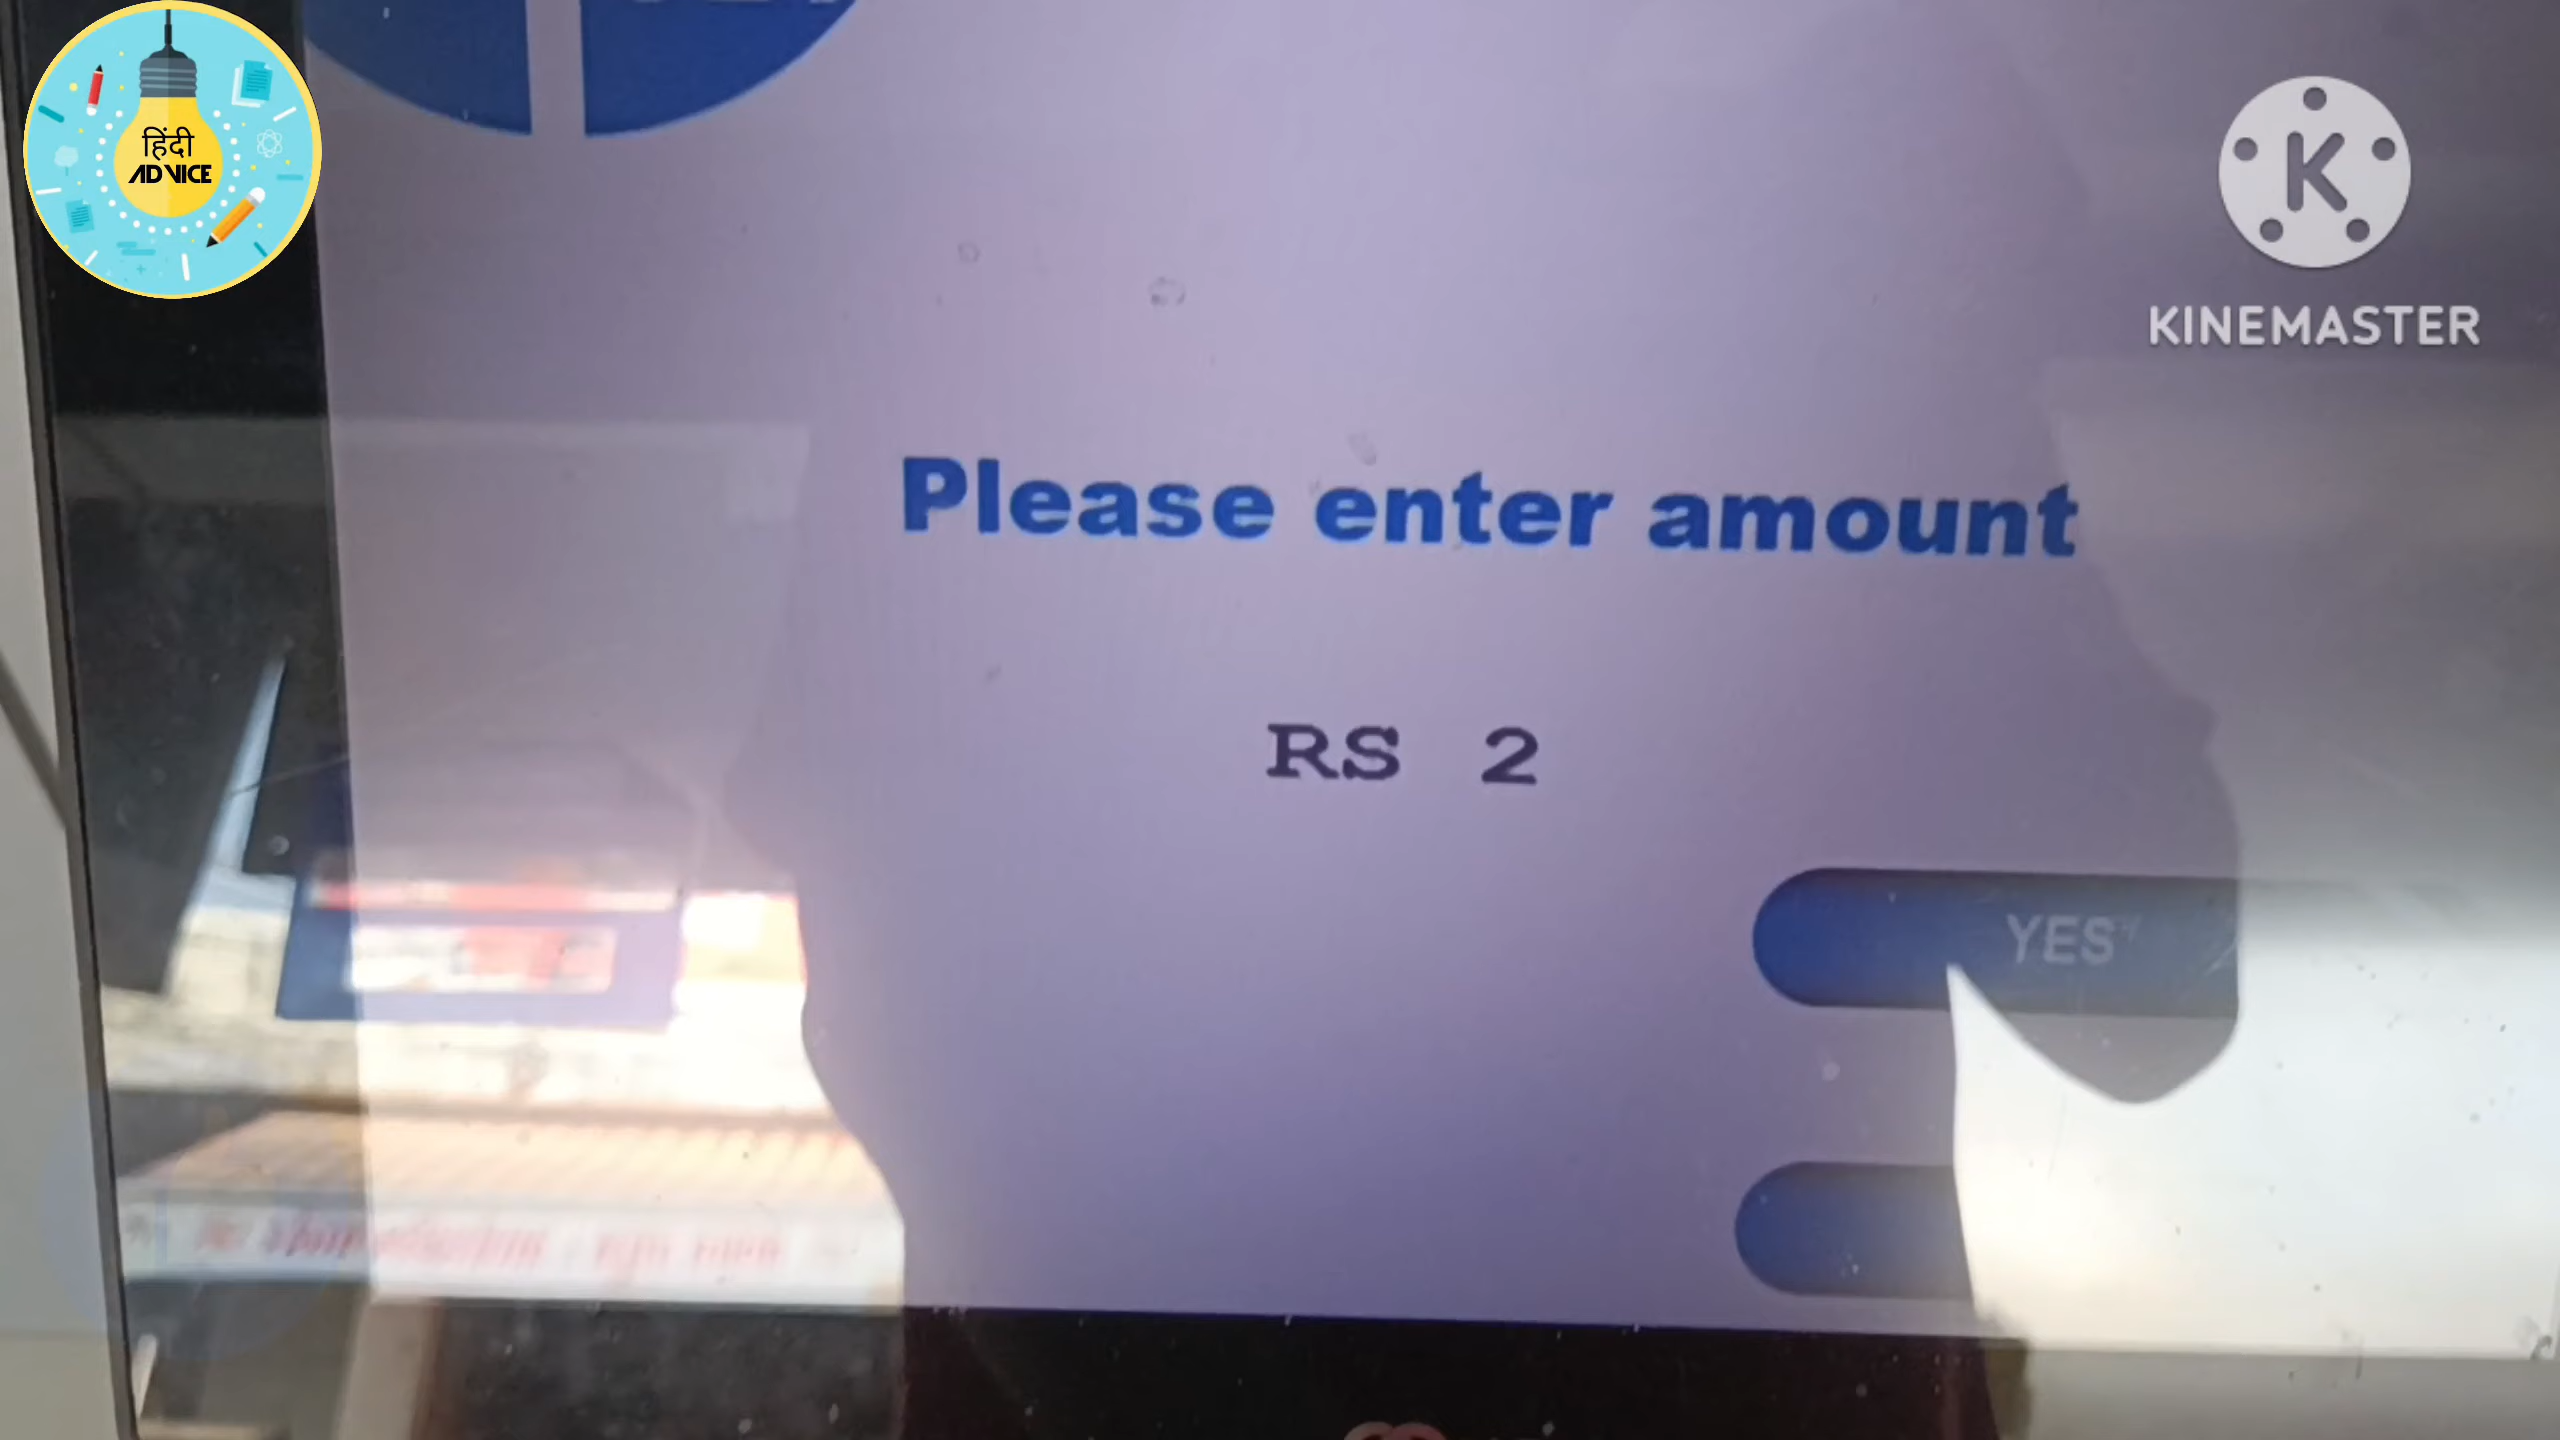 हिंदी
ADVICE
KINEMASTER
Please enter amount
RS 2
YES